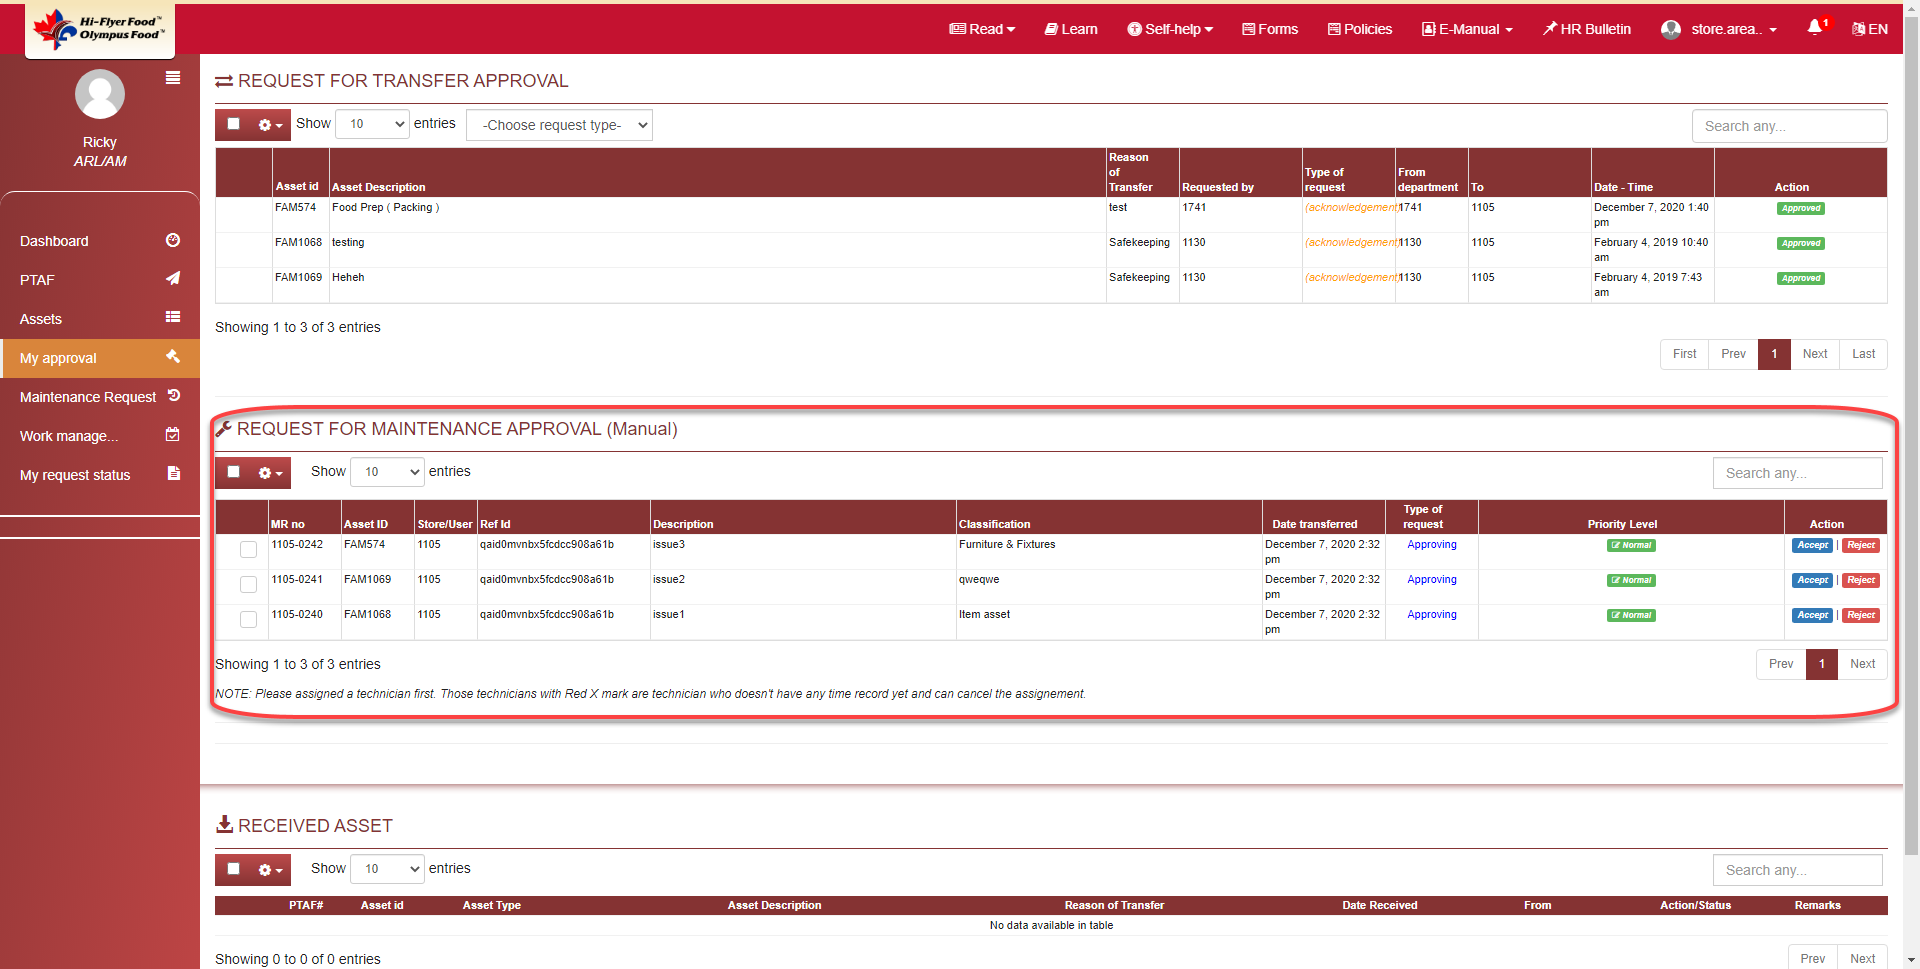 Hi-Flyer Food™
Olympus Food™
Read
Learn
Self-help
Forms
Policies
E-Manual
HR Bulletin
store.area..
1
EN
Ricky
ARL/AM
Dashboard
PTAF
Assets
My approval
Maintenance Request
Work manage...
My request status
REQUEST FOR TRANSFER APPROVAL
Show 10 entries -Choose request type- Search any...
Asset id Asset Description Reason of Transfer Requested by Type of request From department To Date - Time Action
FAM574 Food Prep ( Packing ) test 1741 (acknowledgement) 1741 1105 December 7, 2020 1:40 pm Approved
FAM1068 testing Safekeeping 1130 (acknowledgement) 1130 1105 February 4, 2019 10:40 am Approved
FAM1069 Heheh Safekeeping 1130 (acknowledgement) 1130 1105 February 4, 2019 7:43 am Approved
Showing 1 to 3 of 3 entries
First Prev 1 Next Last
REQUEST FOR MAINTENANCE APPROVAL (Manual)
Show 10 entries Search any...
MR no Asset ID Store/User Ref Id Description Classification Date transferred Type of request Priority Level Action
1105-0242 FAM574 1105 qaid0mvnbx5fcdcc908a61b issue3 Furniture & Fixtures December 7, 2020 2:32 pm Approving Normal Accept | Reject
1105-0241 FAM1069 1105 qaid0mvnbx5fcdcc908a61b issue2 qweqwe December 7, 2020 2:32 pm Approving Normal Accept | Reject
1105-0240 FAM1068 1105 qaid0mvnbx5fcdcc908a61b issue1 Item asset December 7, 2020 2:32 pm Approving Normal Accept | Reject
Showing 1 to 3 of 3 entries
Prev 1 Next
NOTE: Please assigned a technician first. Those technicians with Red X mark are technician who doesn't have any time record yet and can cancel the assignement.
RECEIVED ASSET
Show 10 entries Search any...
PTAF# Asset id Asset Type Asset Description Reason of Transfer Date Received From Action/Status Remarks
No data available in table
Showing 0 to 0 of 0 entries
Prev Next